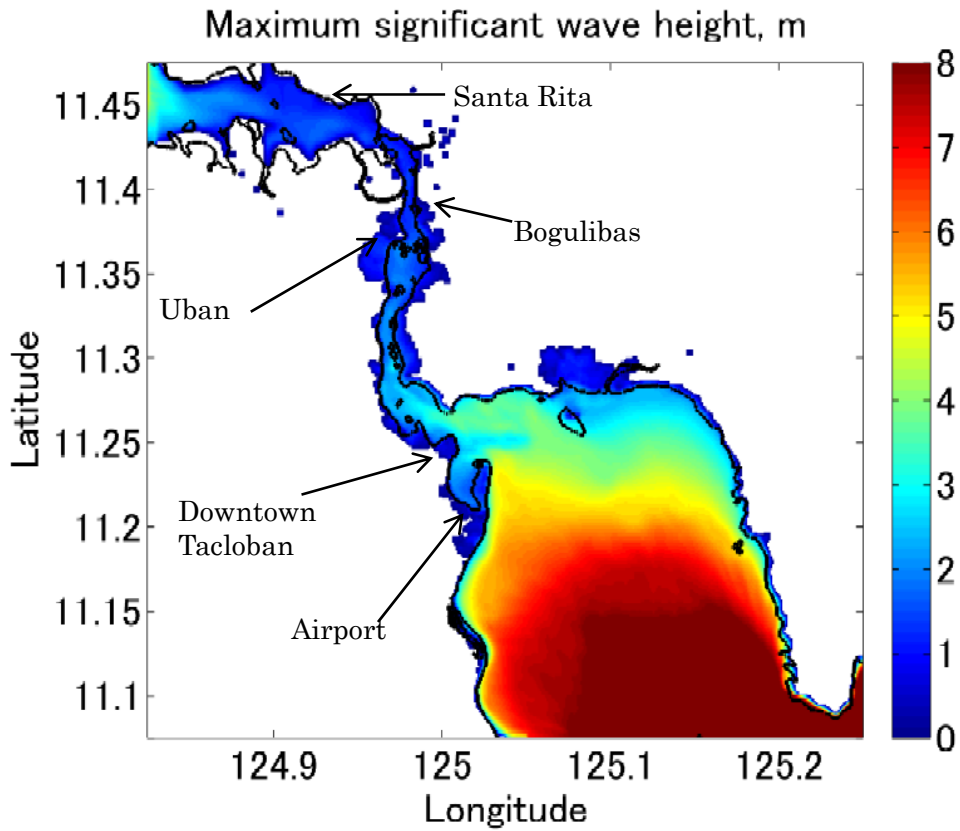 Maximum significant wave height, m
11.45
11.4
11.35
11.3
11.25
11.2
11.15
11.1
Latitude
124.9
125
125.1
125.2
Longitude
Santa Rita
Bogulibas
Uban
Downtown
Tacloban
Airport
8
7
6
5
4
3
2
1
0